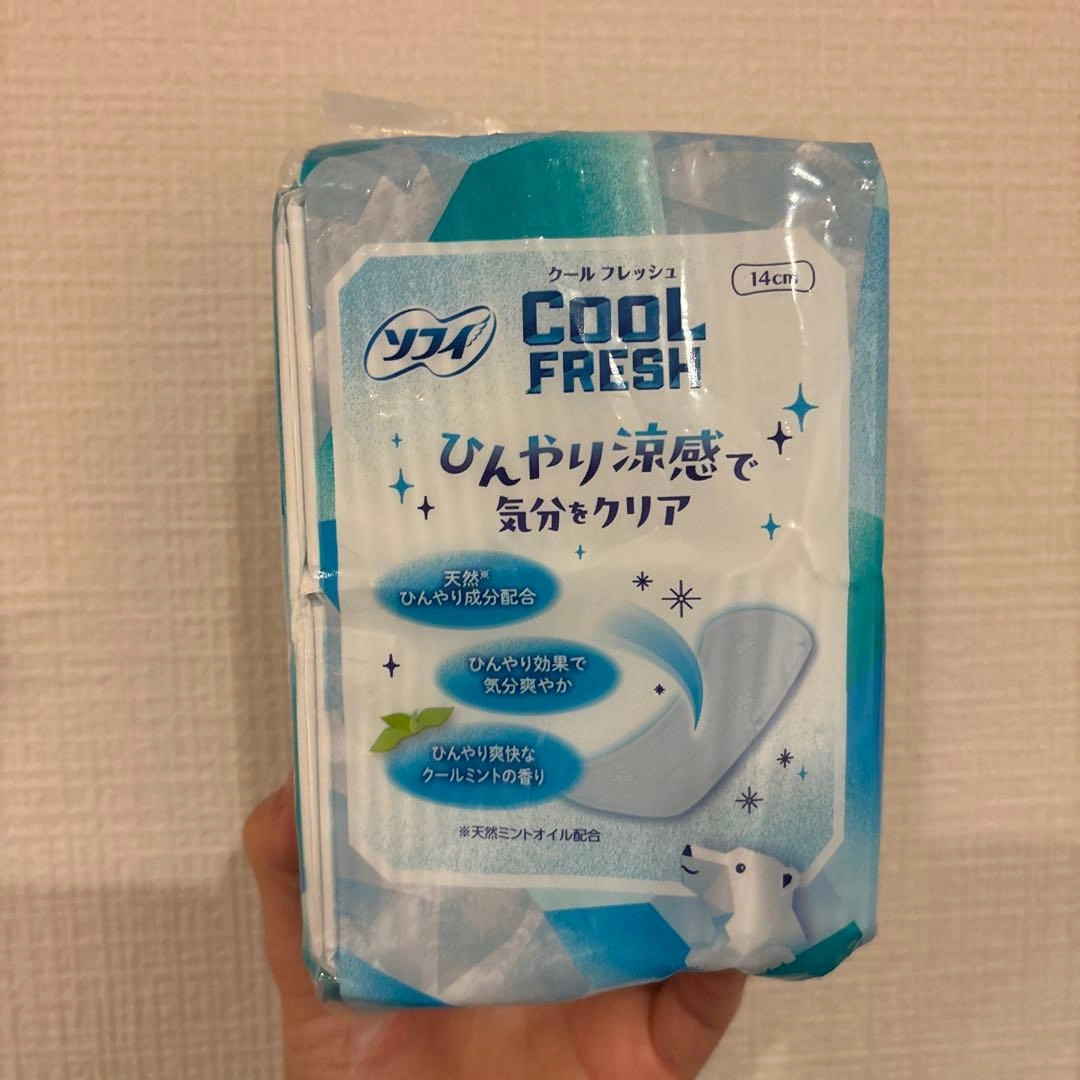 クール フレッシュ
14cm
ソフィ
COOL
FRESH
ひんやり涼感で
気分をクリア
天然※
ひんやり成分配合
ひんやり効果で
気分爽やか
ひんやり爽快な
クールミントの香り
※天然ミントオイル配合